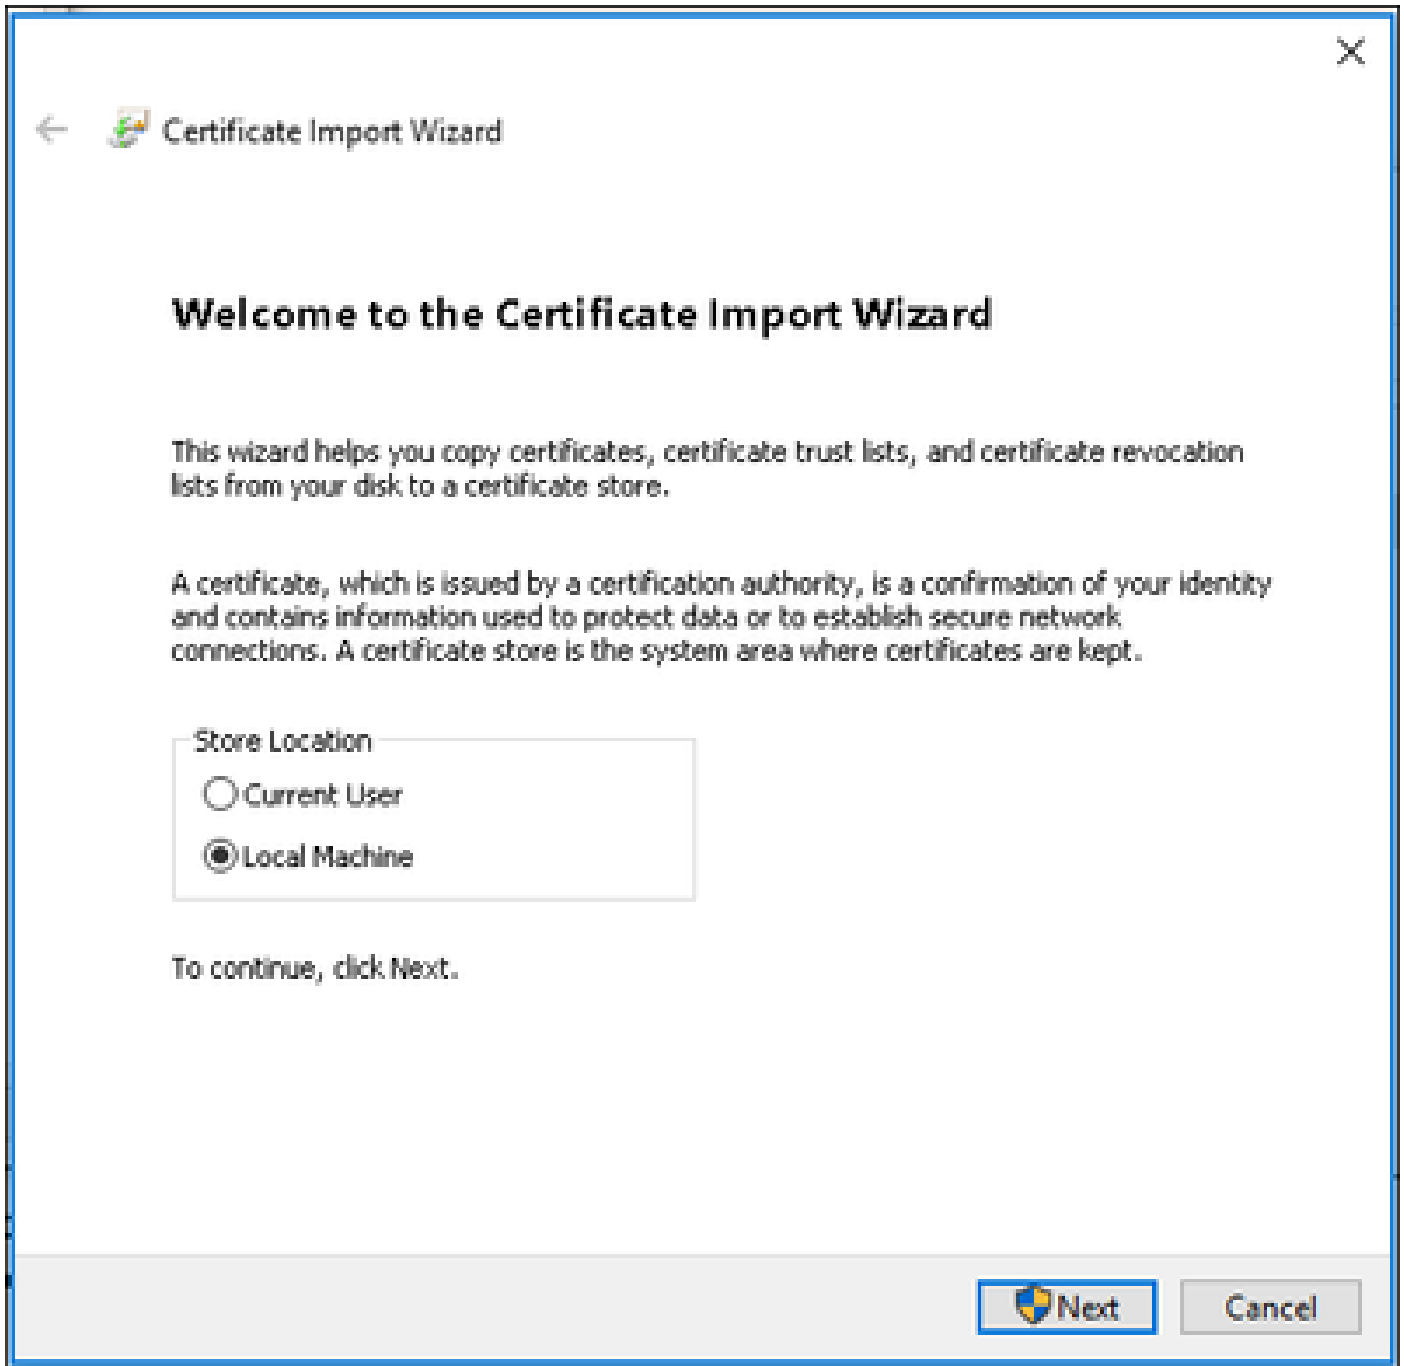 Certificate Import Wizard
Welcome to the Certificate Import Wizard
This wizard helps you copy certificates, certificate trust lists, and certificate revocation
lists from your disk to a certificate store.
A certificate, which is issued by a certification authority, is a confirmation of your identity
and contains information used to protect data or to establish secure network
connections. A certificate store is the system area where certificates are kept.
Store Location
Current User
Local Machine
To continue, click Next.
Next
Cancel